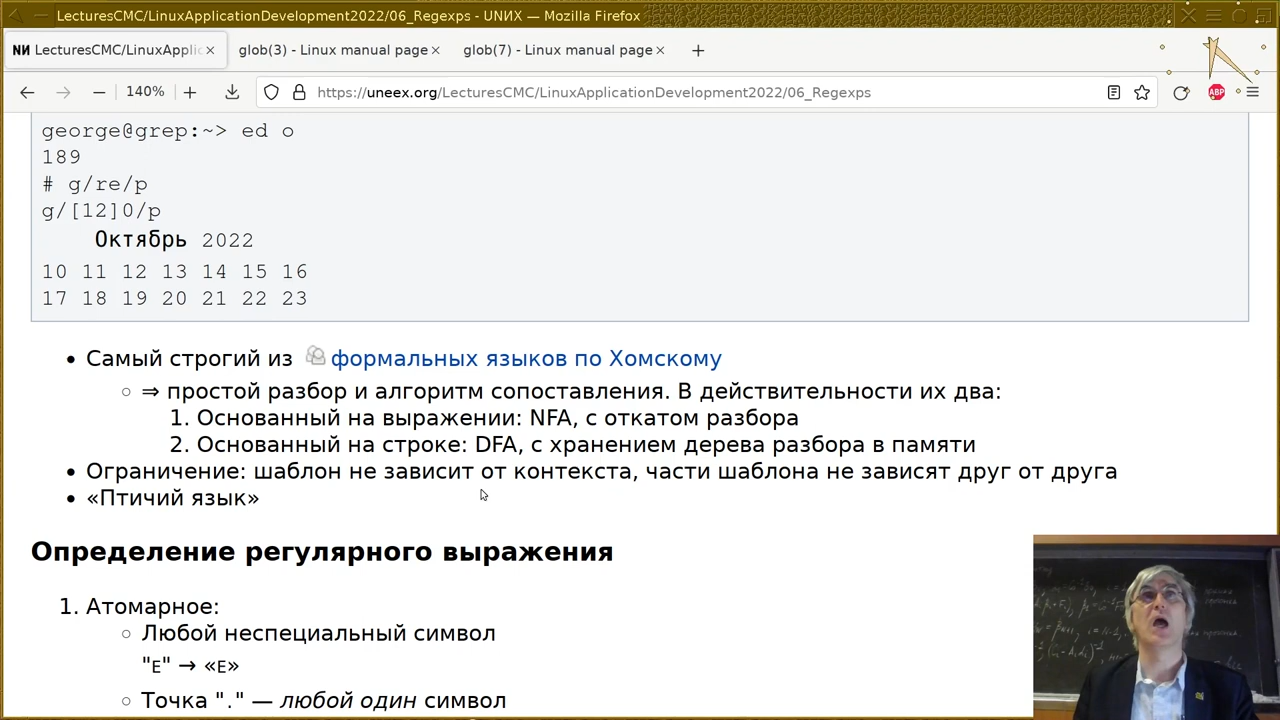 LecturesCMC/LinuxApplicationDevelopment2022/06_Regexps - UNИX — Mozilla Firefox
NИ LecturesCMC/LinuxApplic × glob(3) - Linux manual page × glob(7) - Linux manual page × +
140% https://uneex.org/LecturesCMC/LinuxApplicationDevelopment2022/06_Regexps ABP
george@grep:~> ed o
189
# g/re/p
g/[12]0/p
Октябрь 2022
10 11 12 13 14 15 16
17 18 19 20 21 22 23
• Самый строгий из формальных языков по Хомскому
◦ ⇒ простой разбор и алгоритм сопоставления. В действительности их два:
1. Основанный на выражении: NFA, с откатом разбора
2. Основанный на строке: DFA, с хранением дерева разбора в памяти
• Ограничение: шаблон не зависит от контекста, части шаблона не зависят друг от друга
• «Птичий язык»
Определение регулярного выражения
1. Атомарное:
◦ Любой неспециальный символ
"E" → «E»
◦ Точка "." — любой один символ